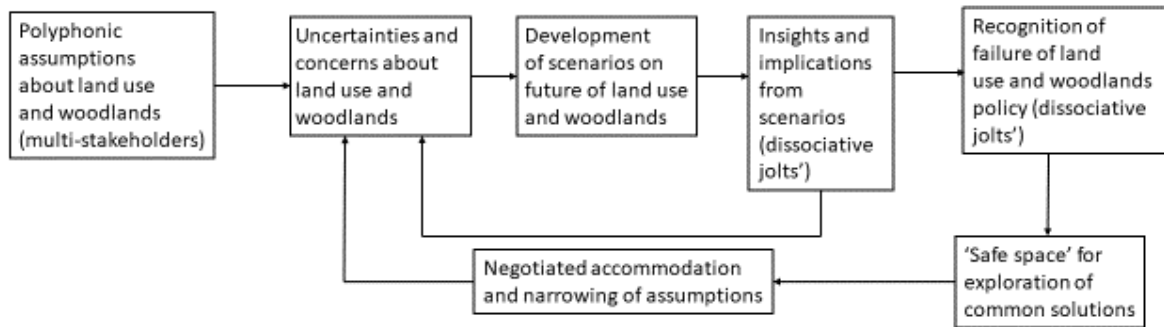 Polyphonic
assumptions
about land use
and woodlands
(multi-stakeholders)
Uncertainties and
concerns about
land use and
woodlands
Development
of scenarios on
future of land use
and woodlands
Insights and
implications
from
scenarios
(dissociative
jolts’)
Recognition of
failure of land
use and woodlands
policy (dissociative
jolts’)
‘Safe space’ for
exploration of
common solutions
Negotiated accommodation
and narrowing of assumptions